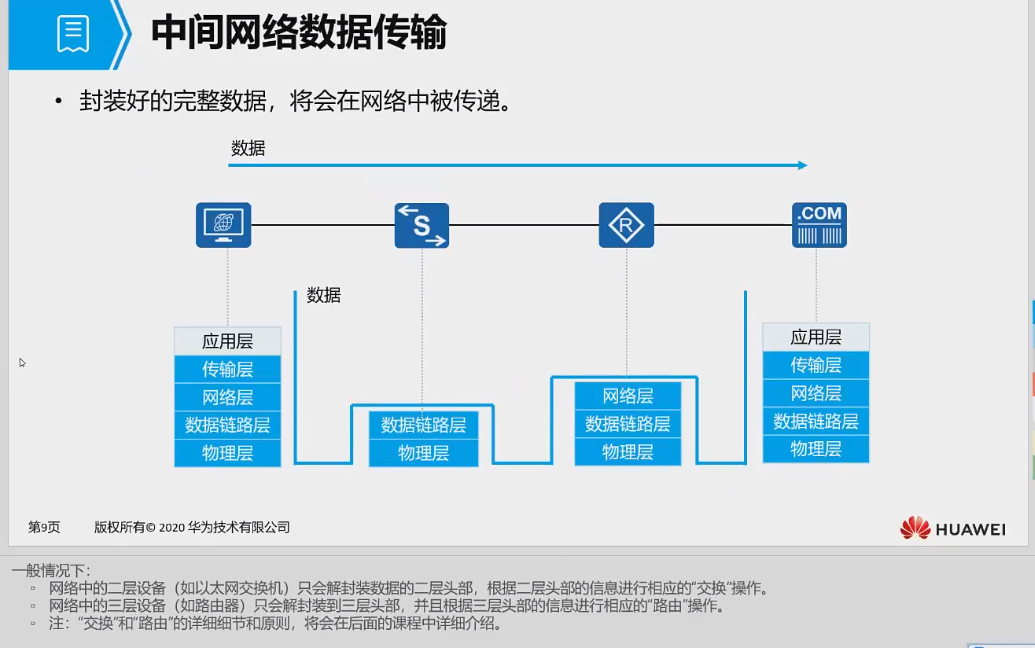 中间网络数据传输
• 封装好的完整数据，将会在网络中被传递。
数据
S
R
.COM
数据
应用层
传输层
网络层
数据链路层
物理层
数据链路层
物理层
网络层
数据链路层
物理层
应用层
传输层
网络层
数据链路层
物理层
第9页 版权所有© 2020 华为技术有限公司
HUAWEI
一般情况下：
▫ 网络中的二层设备（如以太网交换机）只会解封装数据的二层头部，根据二层头部的信息进行相应的“交换”操作。
▫ 网络中的三层设备（如路由器）只会解封装到三层头部，并且根据三层头部的信息进行相应的“路由”操作。
▫ 注：“交换”和“路由”的详细细节和原则，将会在后面的课程中详细介绍。